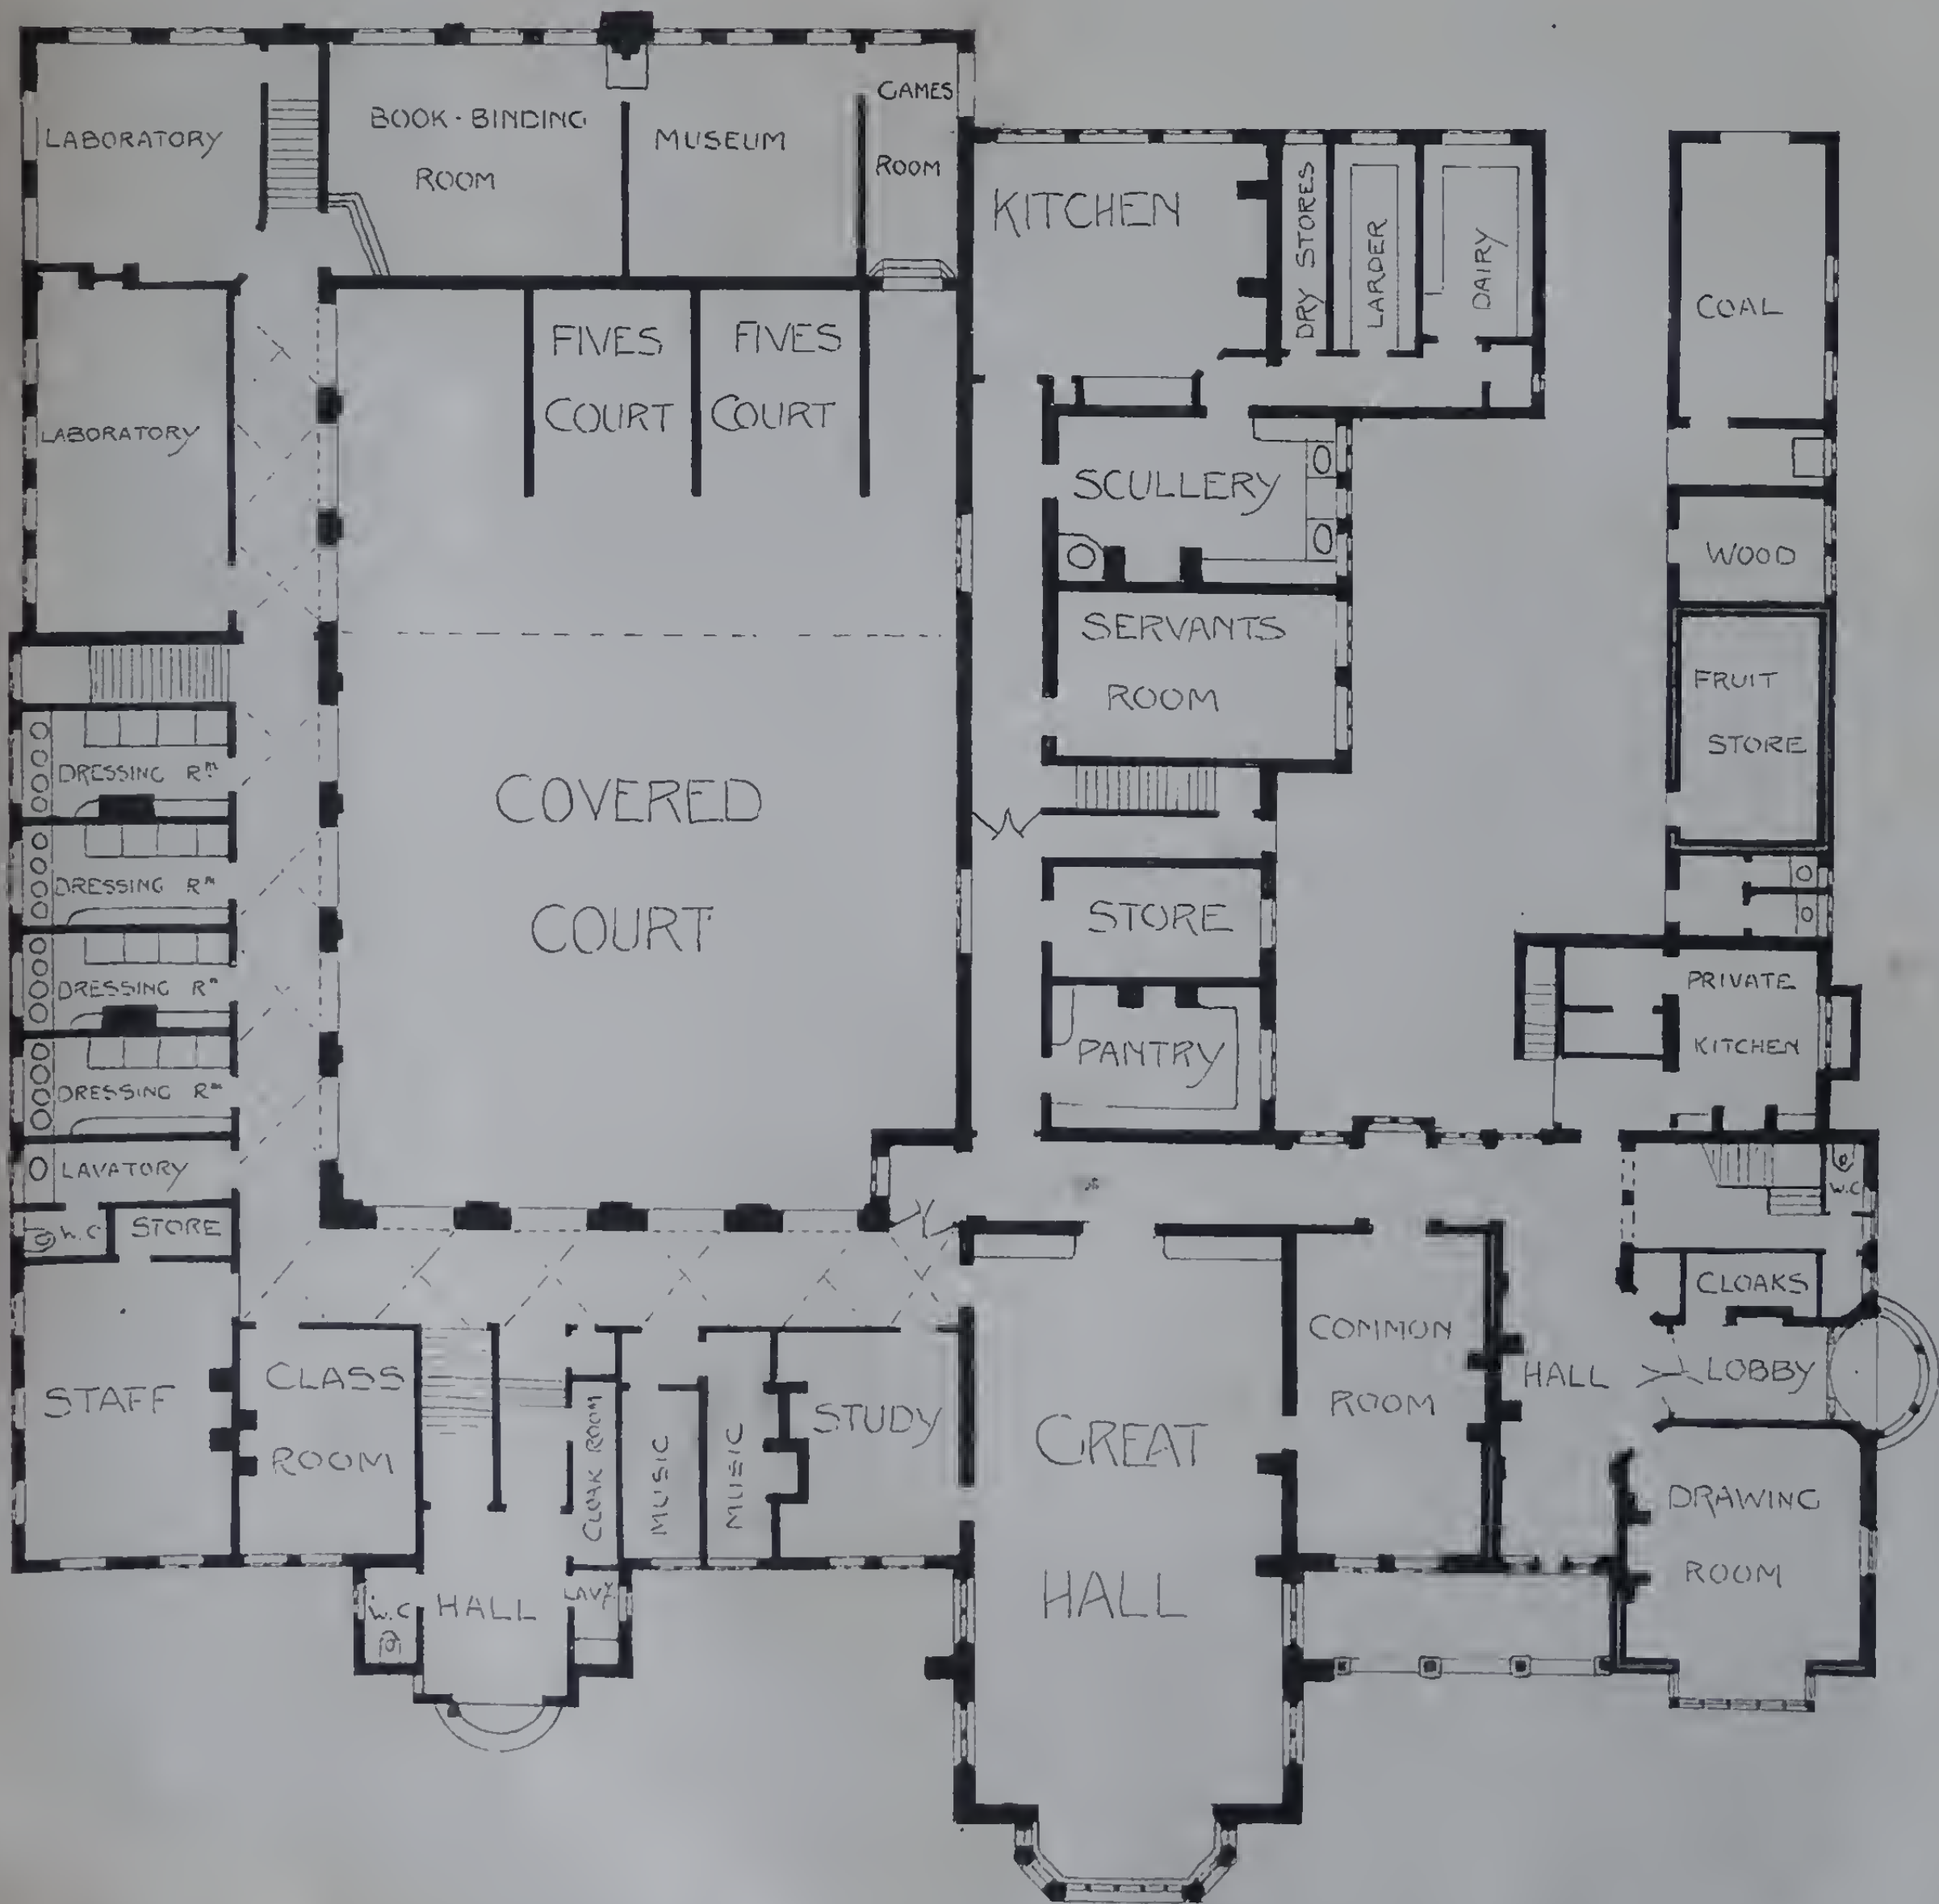 LABORATORY
BOOK-BINDING
ROOM
MUSEUM
GAMES
ROOM
KITCHEN
DRY STORES
LARDER
DAIRY
COAL
LABORATORY
FIVES
COURT
FIVES
COURT
SCULLERY
WOOD
SERVANTS
ROOM
FRUIT
STORE
DRESSING Rm
DRESSING Rm
DRESSING Rm
DRESSING Rm
COVERED
COURT
STORE
PANTRY
PRIVATE
KITCHEN
LAVATORY
W.C
STORE
W.C
CLOAKS
STAFF
CLASS
ROOM
CLOAK ROOM
MUSIC
MUSIC
STUDY
GREAT
HALL
COMMON
ROOM
HALL
LOBBY
DRAWING
ROOM
W.C
HALL
LAVY